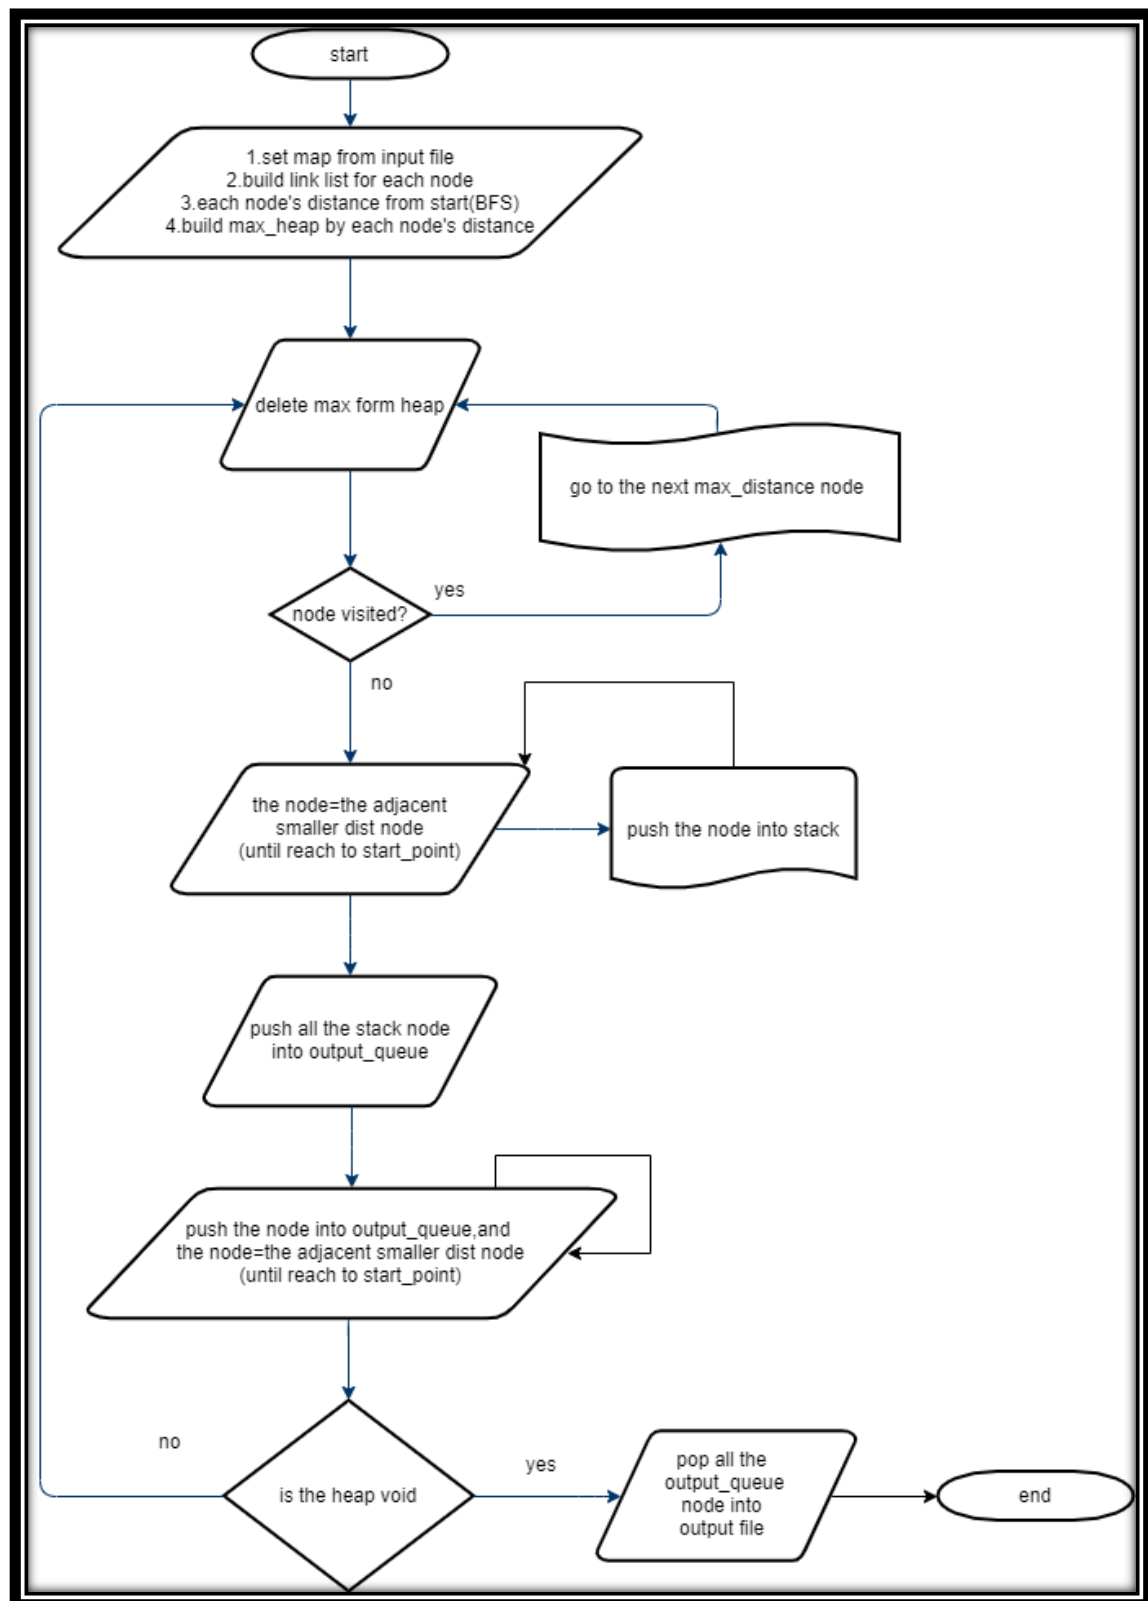 start
1.set map from input file
2.build link list for each node
3.each node's distance from start(BFS)
4.build max_heap by each node's distance
delete max form heap
go to the next max_distance node
yes
node visited?
no
the node=the adjacent
smaller dist node
(until reach to start_point)
push the node into stack
push all the stack node
into output_queue
push the node into output_queue,and
the node=the adjacent smaller dist node
(until reach to start_point)
no
is the heap void
yes
pop all the
output_queue
node into
output file
end